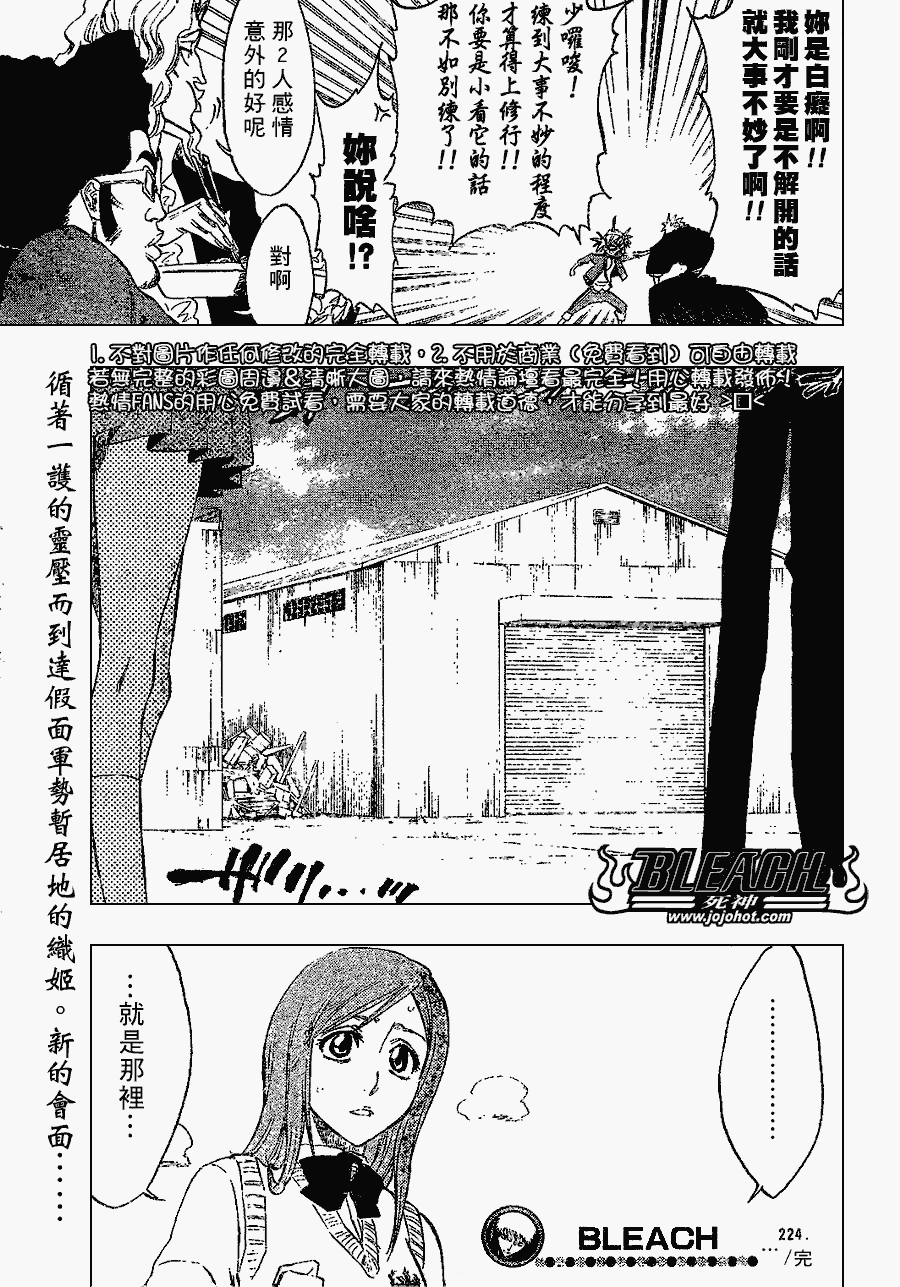 妳是白癡啊!!
我剛才要是不解開的話
就大事不妙了啊!!
少囉唆!
練到大事不妙的程度
才算得上修行!!
你要是小看它的話
那不如別練了!!
妳說啥!?
那2人感情
意外的好呢
對啊
1. 不對圖片作任何修改的完全轉載，2. 不用於商業（免費看到）可自由轉載
若無完整的彩圖周邊&清晰大圖，請來熱情論壇看最完全！用心轉載發佈！
熱情FANS的用心免費試看，需要大家的轉載道德，才能分享到最好 >□<
BLEACH
死神
www.jojohot.com
…………
…就是那裡…
循著一護的靈壓而到達假面軍勢暫居地的織姬。新的會面……
BLEACH
224.
…/完